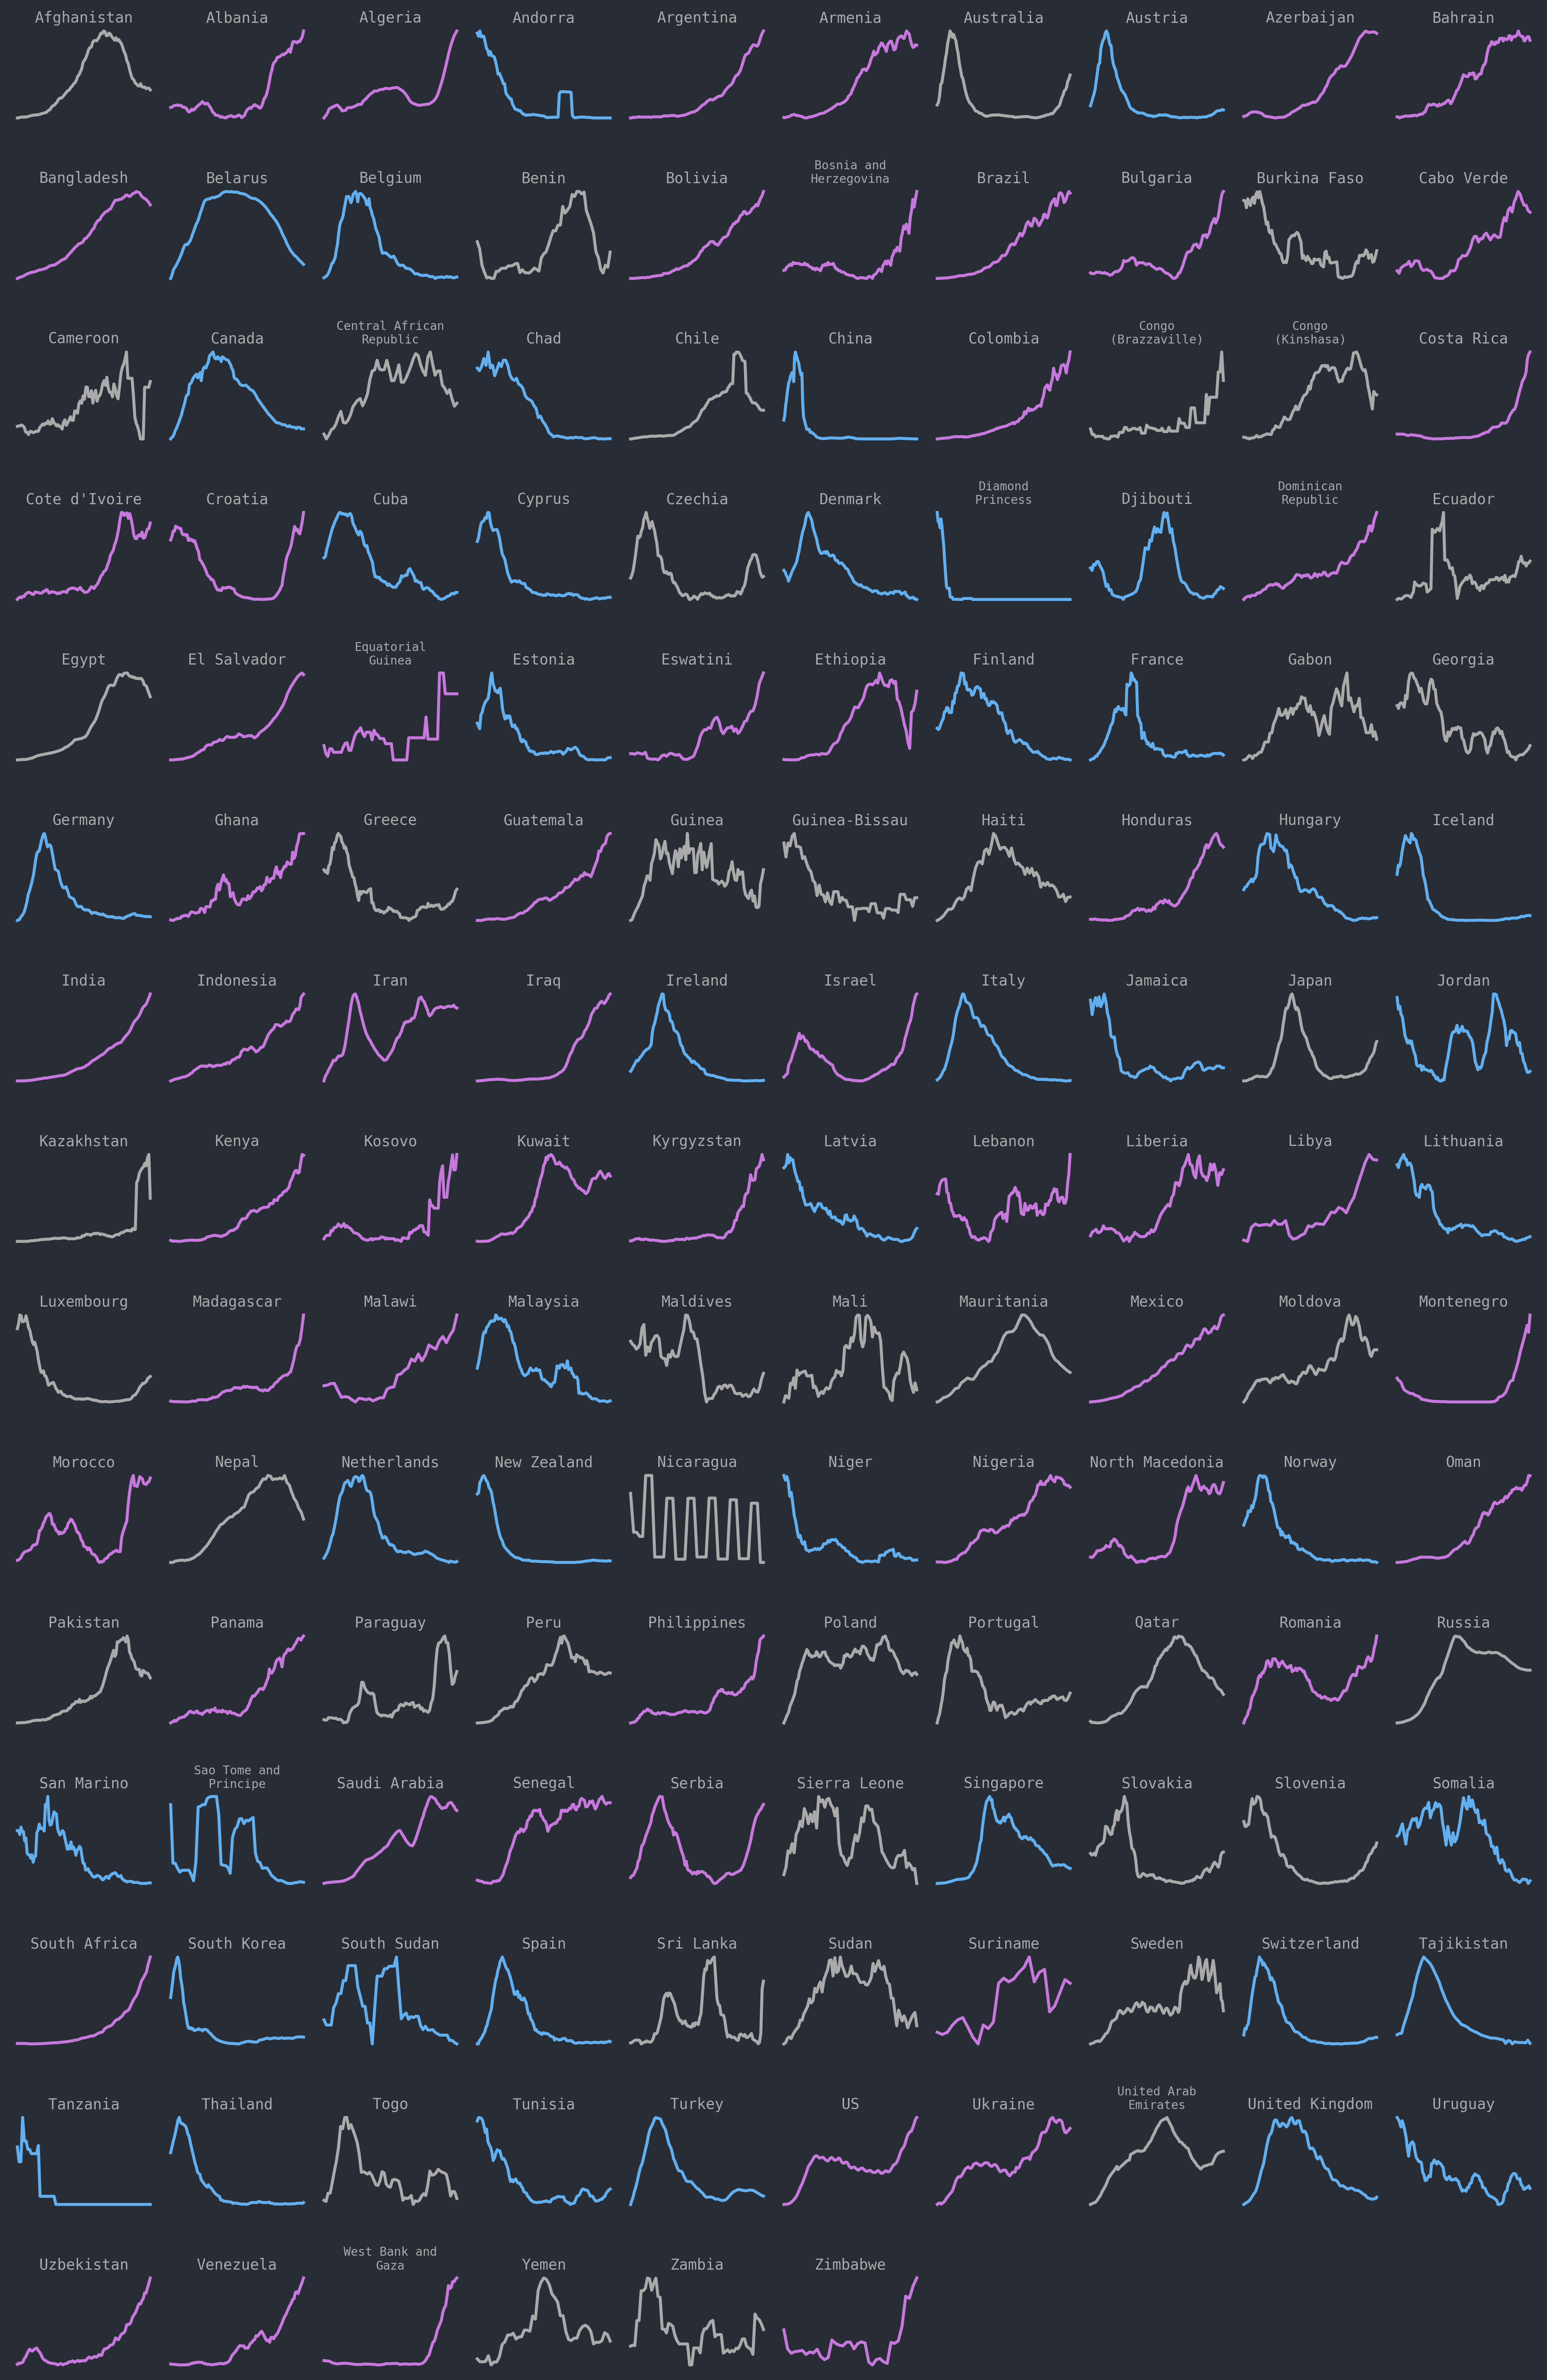 Afghanistan
Albania
Algeria
Andorra
Argentina
Armenia
Australia
Austria
Azerbaijan
Bahrain
Bangladesh
Belarus
Belgium
Benin
Bolivia
Bosnia and
Herzegovina
Brazil
Bulgaria
Burkina Faso
Cabo Verde
Cameroon
Canada
Central African
Republic
Chad
Chile
China
Colombia
Congo
(Brazzaville)
Congo
(Kinshasa)
Costa Rica
Cote d'Ivoire
Croatia
Cuba
Cyprus
Czechia
Denmark
Diamond
Princess
Djibouti
Dominican
Republic
Ecuador
Egypt
El Salvador
Equatorial
Guinea
Estonia
Eswatini
Ethiopia
Finland
France
Gabon
Georgia
Germany
Ghana
Greece
Guatemala
Guinea
Guinea-Bissau
Haiti
Honduras
Hungary
Iceland
India
Indonesia
Iran
Iraq
Ireland
Israel
Italy
Jamaica
Japan
Jordan
Kazakhstan
Kenya
Kosovo
Kuwait
Kyrgyzstan
Latvia
Lebanon
Liberia
Libya
Lithuania
Luxembourg
Madagascar
Malawi
Malaysia
Maldives
Mali
Mauritania
Mexico
Moldova
Montenegro
Morocco
Nepal
Netherlands
New Zealand
Nicaragua
Niger
Nigeria
North Macedonia
Norway
Oman
Pakistan
Panama
Paraguay
Peru
Philippines
Poland
Portugal
Qatar
Romania
Russia
San Marino
Sao Tome and
Principe
Saudi Arabia
Senegal
Serbia
Sierra Leone
Singapore
Slovakia
Slovenia
Somalia
South Africa
South Korea
South Sudan
Spain
Sri Lanka
Sudan
Suriname
Sweden
Switzerland
Tajikistan
Tanzania
Thailand
Togo
Tunisia
Turkey
US
Ukraine
United Arab
Emirates
United Kingdom
Uruguay
Uzbekistan
Venezuela
West Bank and
Gaza
Yemen
Zambia
Zimbabwe